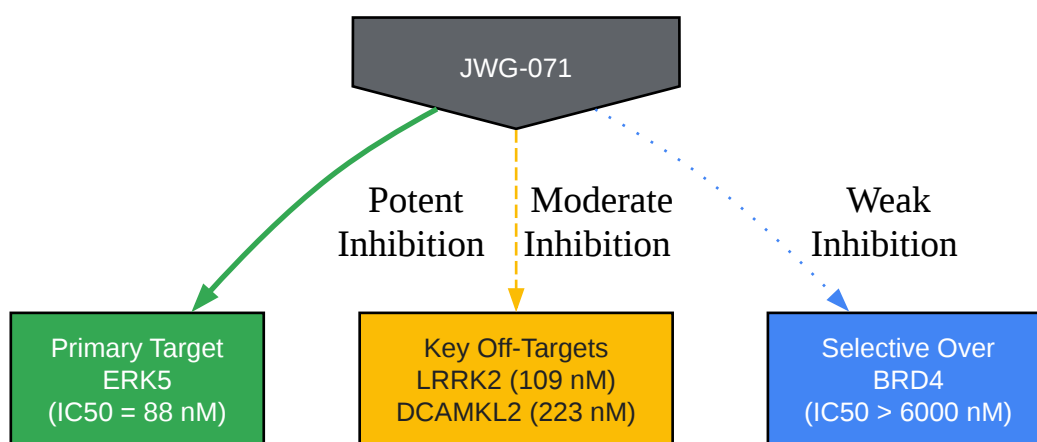 JWG-071
Potent
Inhibition
Moderate
Inhibition
Weak
Inhibition
Primary Target
ERK5
(IC50 = 88 nM)
Key Off-Targets
LRRK2 (109 nM)
DCAMKL2 (223 nM)
Selective Over
BRD4
(IC50 > 6000 nM)